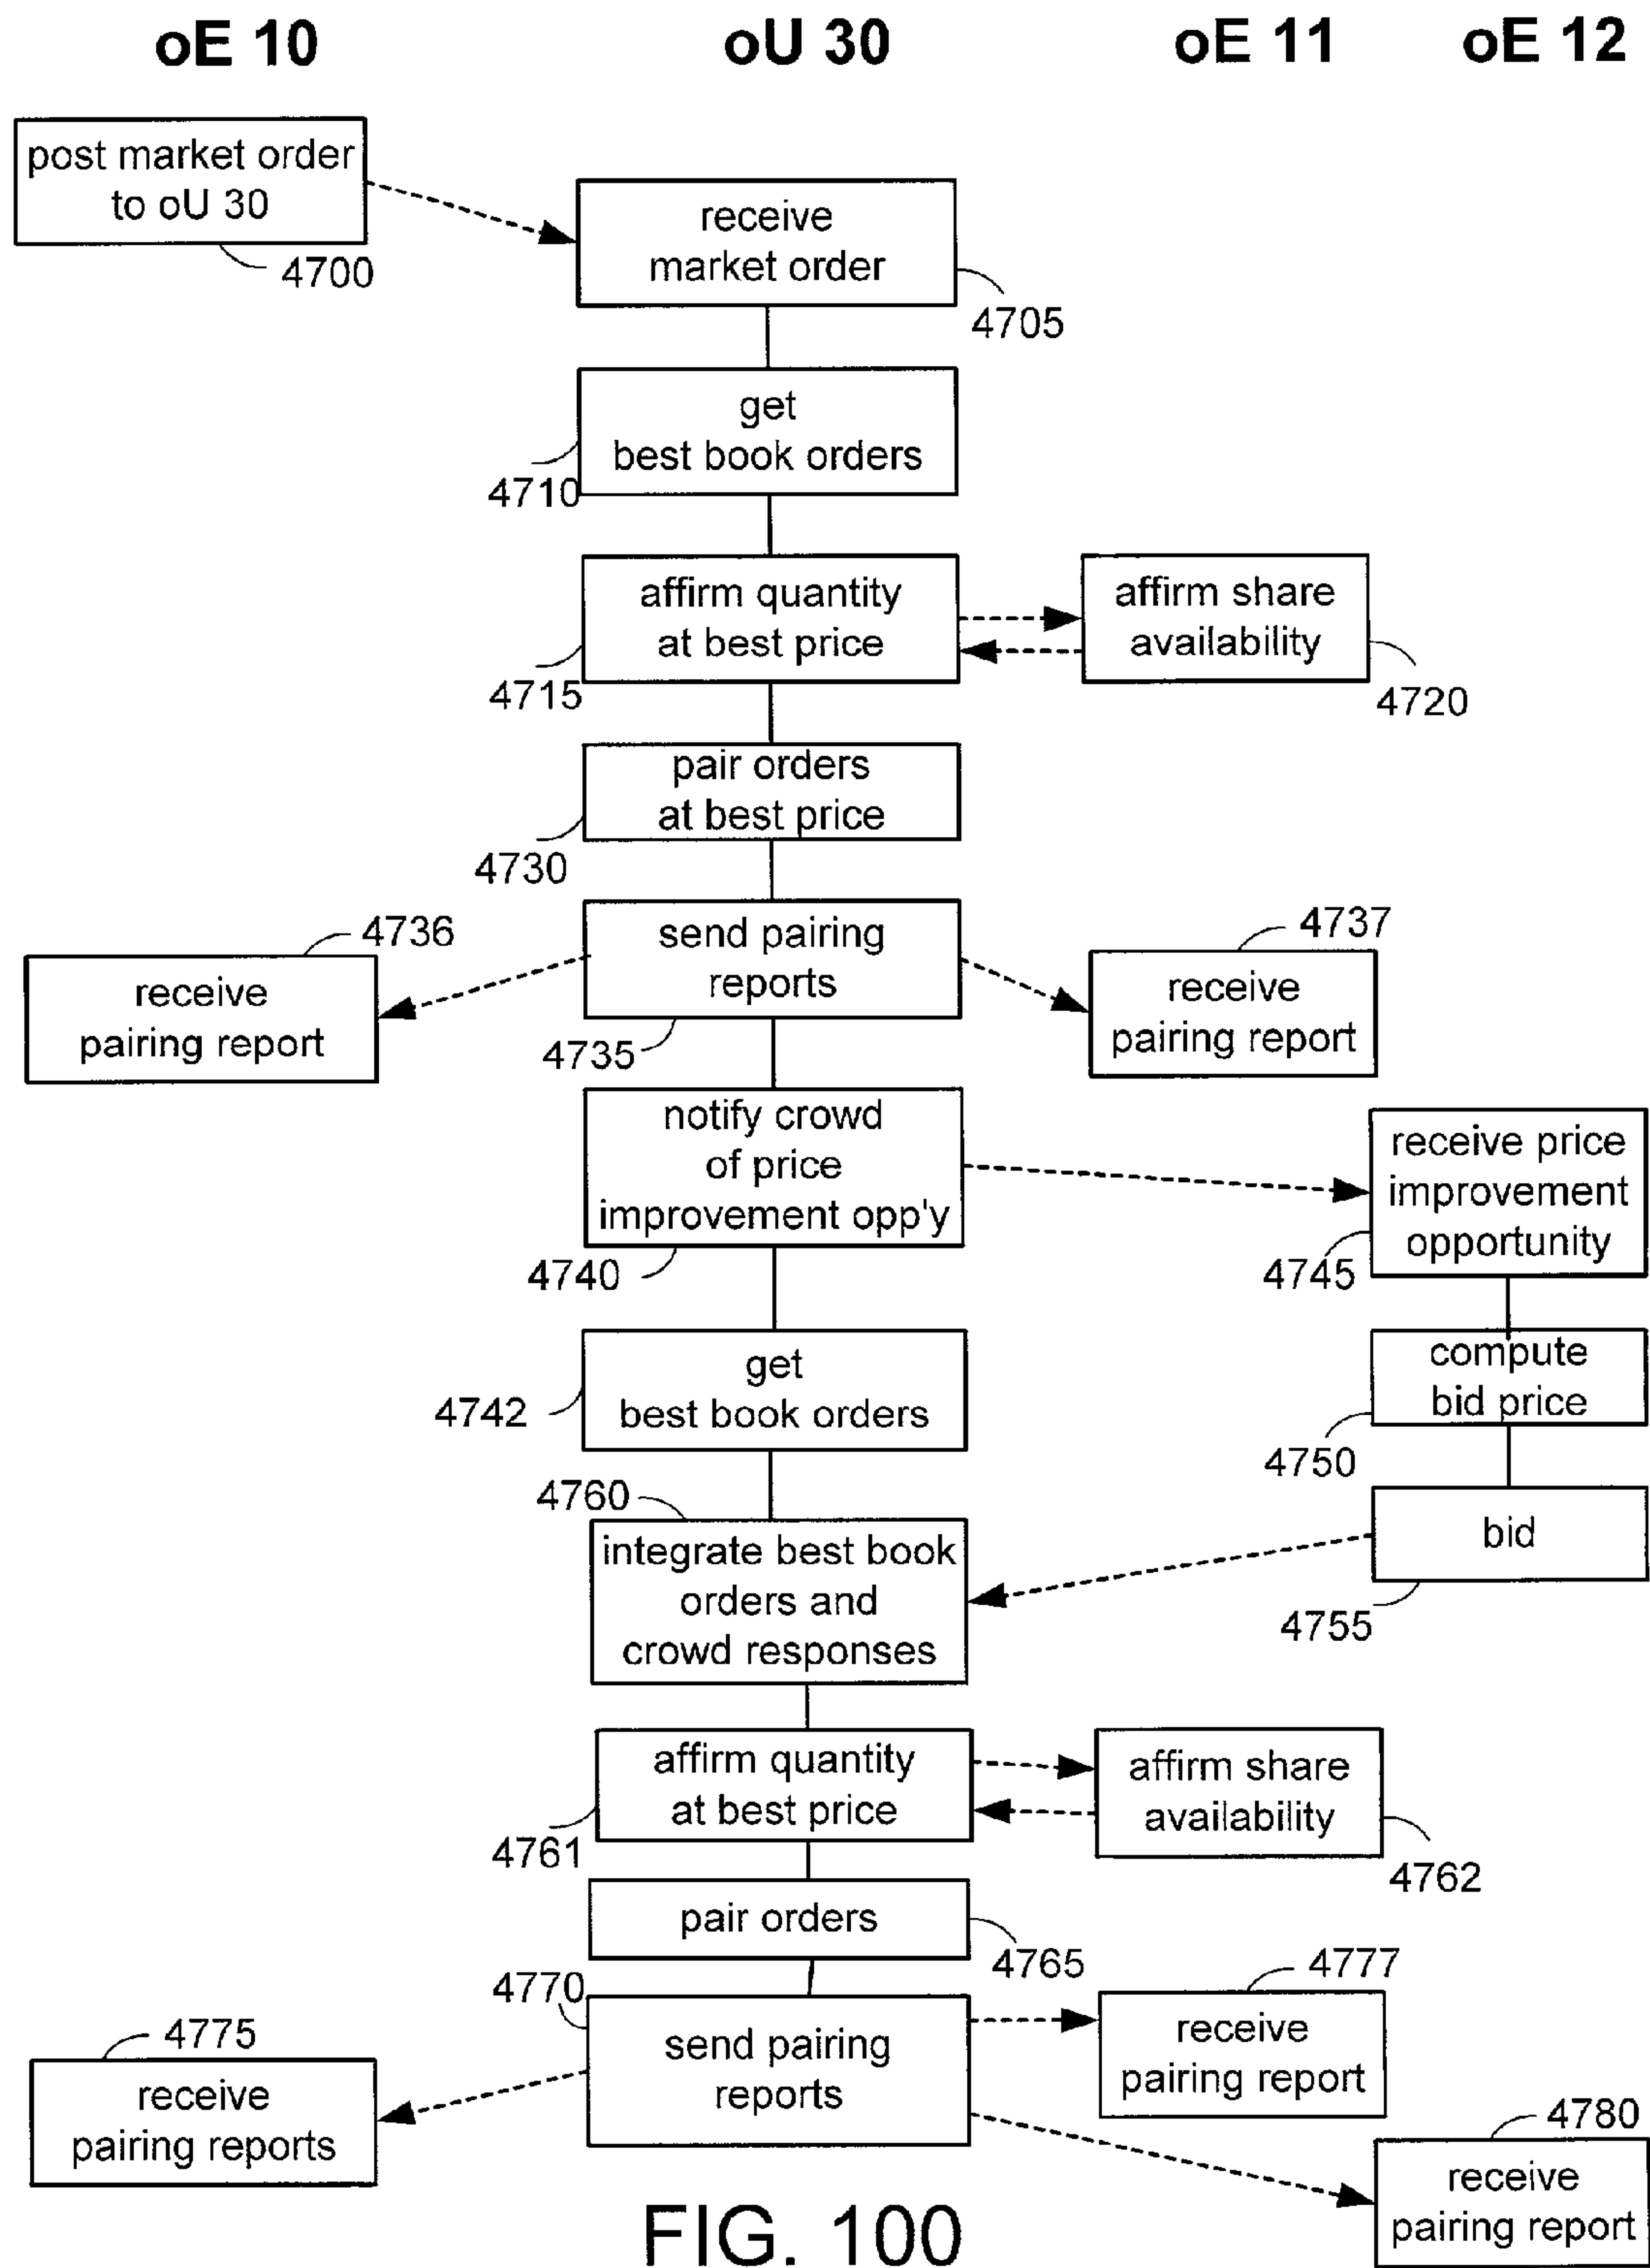 oE 10
oU 30
oE 11
oE 12
post market order
to oU 30
4700
receive
market order
4705
get
best book orders
4710
affirm quantity
at best price
4715
affirm share
availability
4720
pair orders
at best price
4730
send pairing
reports
4735
4736
receive
pairing report
4737
receive
pairing report
notify crowd
of price
improvement opp'y
4740
receive price
improvement
opportunity
4745
get
best book orders
4742
compute
bid price
4750
bid
4755
4760
integrate best book
orders and
crowd responses
affirm quantity
at best price
4761
affirm share
availability
4762
pair orders
4765
4770
send pairing
reports
4777
receive
pairing report
4775
receive
pairing reports
4780
receive
pairing report
FIG. 100